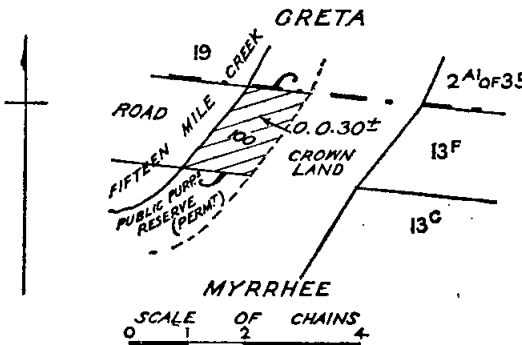 GRETA
19
2A1 OF 35
CREEK
ROAD
MILE
FIFTEEN
100
0.0.30±
CROWN
LAND
13F
PUBLIC PURP.
RESERVE
(PERMT)
13G
MYRRHEE
SCALE OF CHAINS
0 1 2 4